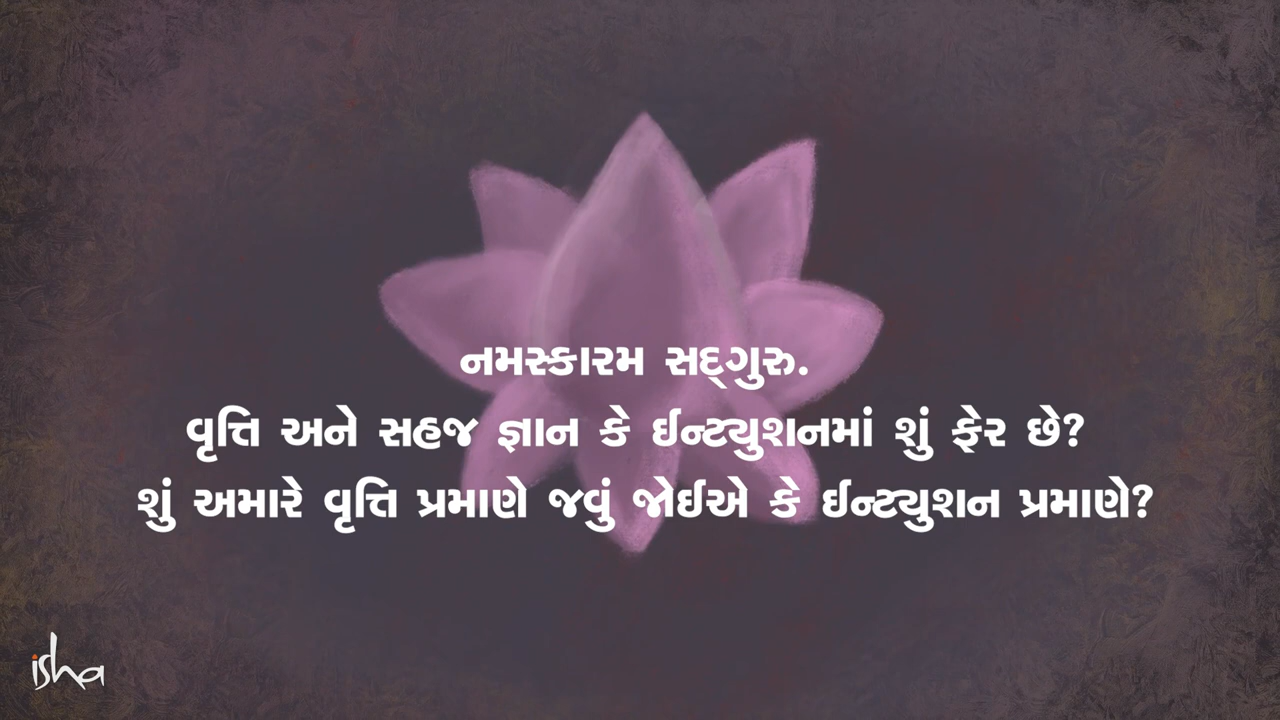 નમસ્કારમ સદ્‌ગુરુ.
વૃત્તિ અને સહજ જ્ઞાન કે ઈન્ટ્યુશનમાં શું ફેર છે?
શું અમારે વૃત્તિ પ્રમાણે જવું જોઈએ કે ઈન્ટ્યુશન પ્રમાણે?
isha